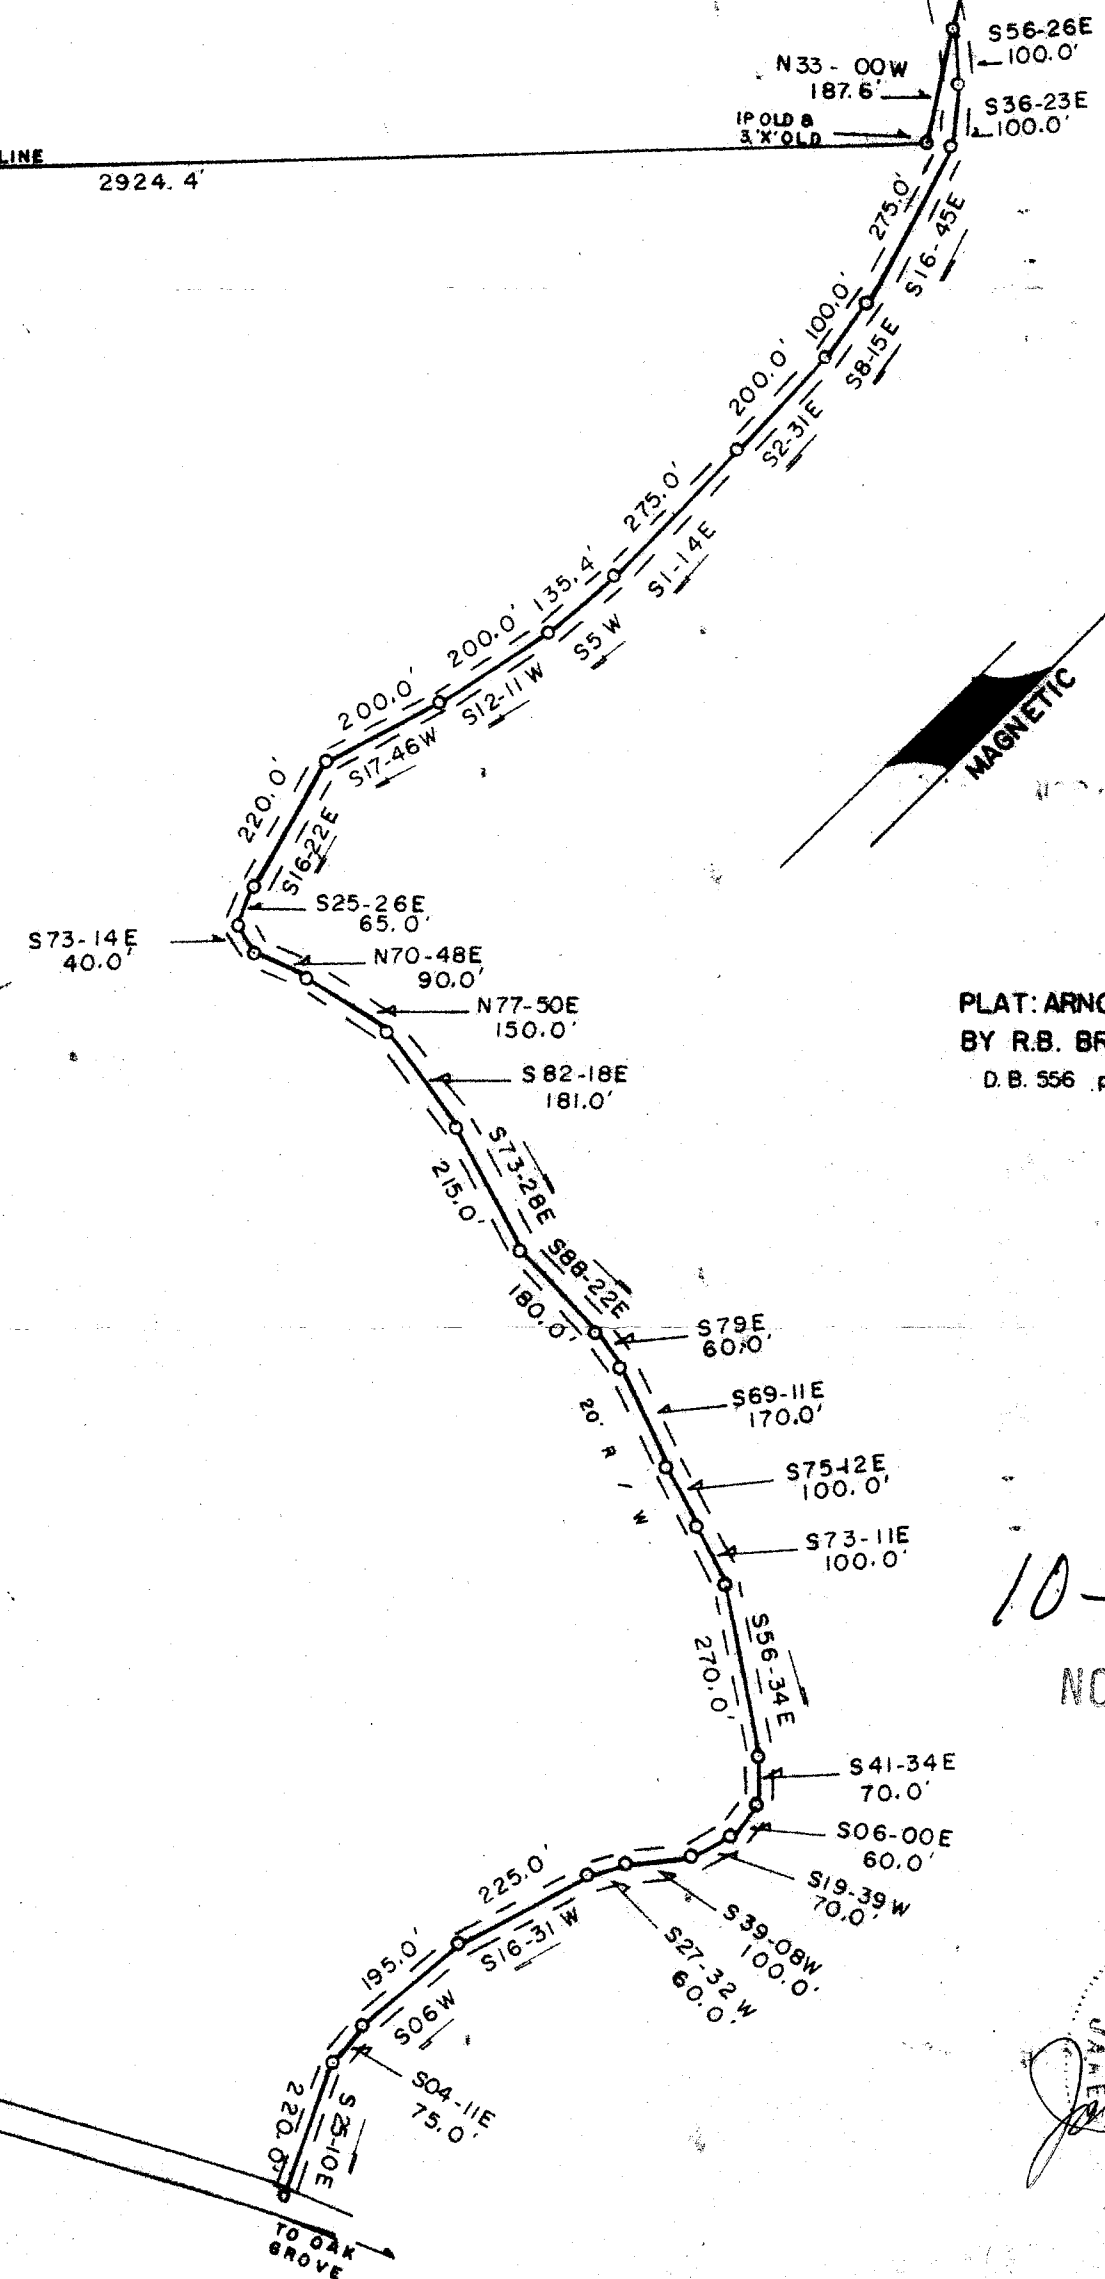 S56-26E
100.0'
N33-00W
187.6'
S36-23E
100.0'
IP OLD &
3'X'OLD
LINE
2924.4'
275.0'
S16-45E
100.0'
S8-15E
200.0'
S2-31E
275.0'
S1-14E
135.4'
S5W
200.0'
S12-11W
200.0'
S17-46W
MAGNETIC
220.0'
S16-22E
S25-26E
65.0'
S73-14E
40.0'
N70-48E
90.0'
N77-50E
150.0'
PLAT: ARNO
BY R.B. BR
D.B. 556 p
S82-18E
181.0'
S73-28E
215.0'
S88-22E
180.0'
S79E
60.0'
S69-11E
170.0'
20' R/W
S75-12E
100.0'
S73-11E
100.0'
10-
S56-34E
270.0'
NO
S41-34E
70.0'
S06-00E
60.0'
S19-39W
70.0'
S39-08W
100.0'
S27-32W
60.0'
225.0'
S16-31W
195.0'
S06W
S04-11E
75.0'
220.0'
S25-10E
TO OAK
GROVE